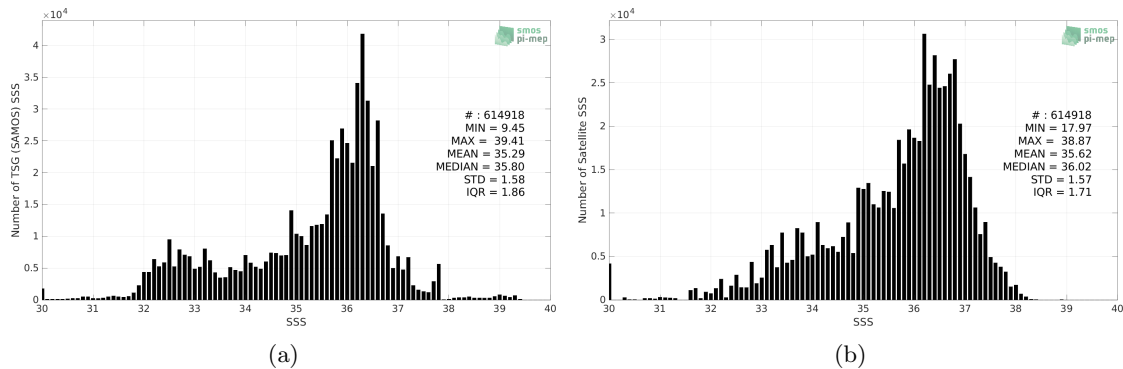 ×10⁴
4
3.5
3
2.5
2
1.5
1
0.5
0
30 31 32 33 34 35 36 37 38 39 40
SSS
Number of TSG (SAMOS) SSS
smos
pi-mep
# : 614918
MIN = 9.45
MAX = 39.41
MEAN = 35.29
MEDIAN = 35.80
STD = 1.58
IQR = 1.86
(a)
×10⁴
3
2.5
2
1.5
1
0.5
0
30 31 32 33 34 35 36 37 38 39 40
SSS
Number of Satellite SSS
smos
pi-mep
# : 614918
MIN = 17.97
MAX = 38.87
MEAN = 35.62
MEDIAN = 36.02
STD = 1.57
IQR = 1.71
(b)